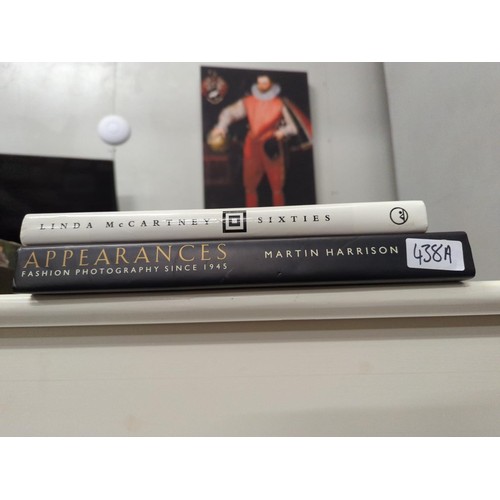 LINDA McCARTNEY SIXTIES
APPEARANCES
FASHION PHOTOGRAPHY SINCE 1945
MARTIN HARRISON
438A